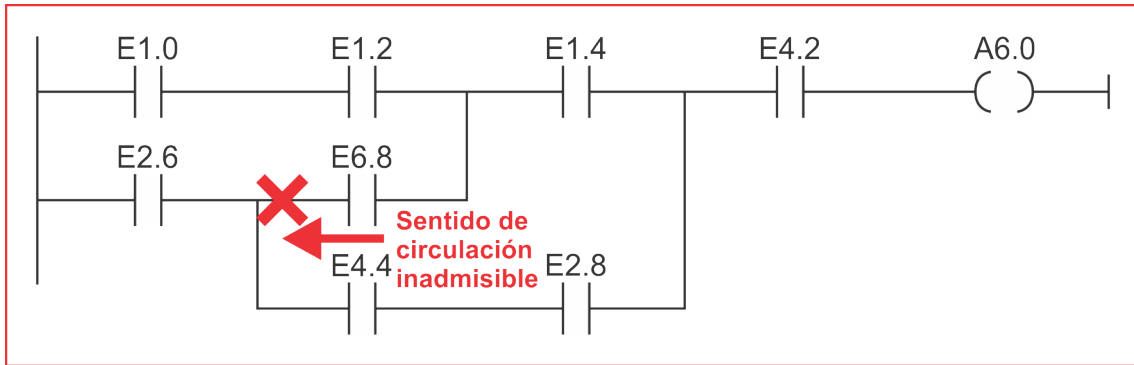 E1.0 E1.2 E1.4 E4.2 A6.0
E2.6 E6.8
Sentido de
circulación
inadmisible
E4.4 E2.8